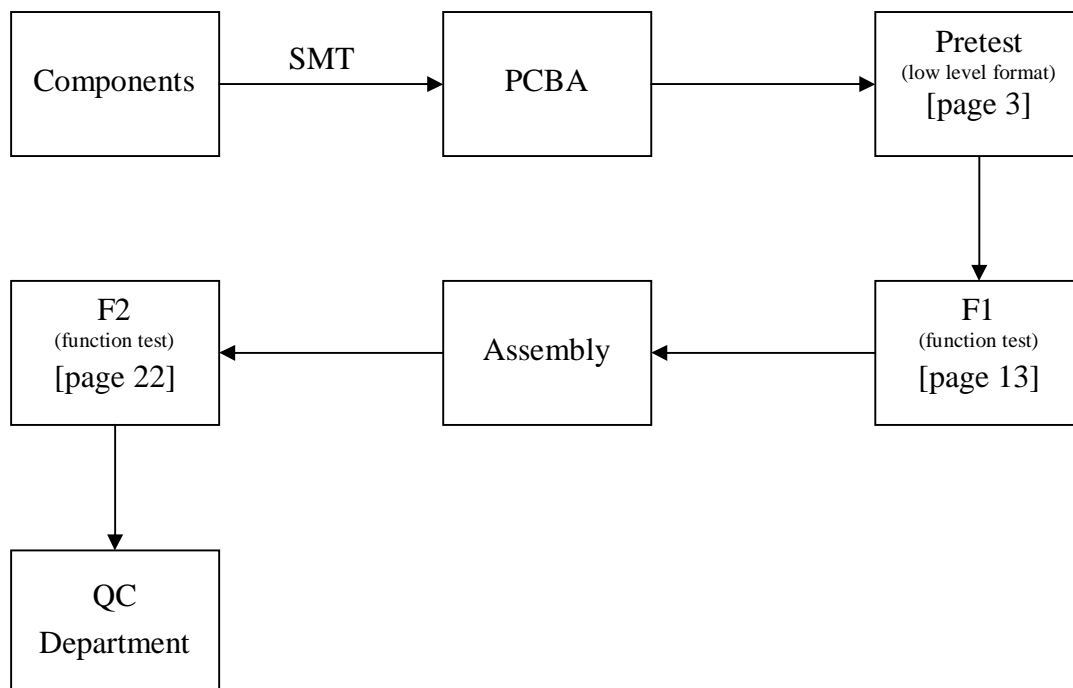 Components
SMT
PCBA
Pretest
(low level format)
[page 3]
F1
(function test)
[page 13]
Assembly
F2
(function test)
[page 22]
QC
Department